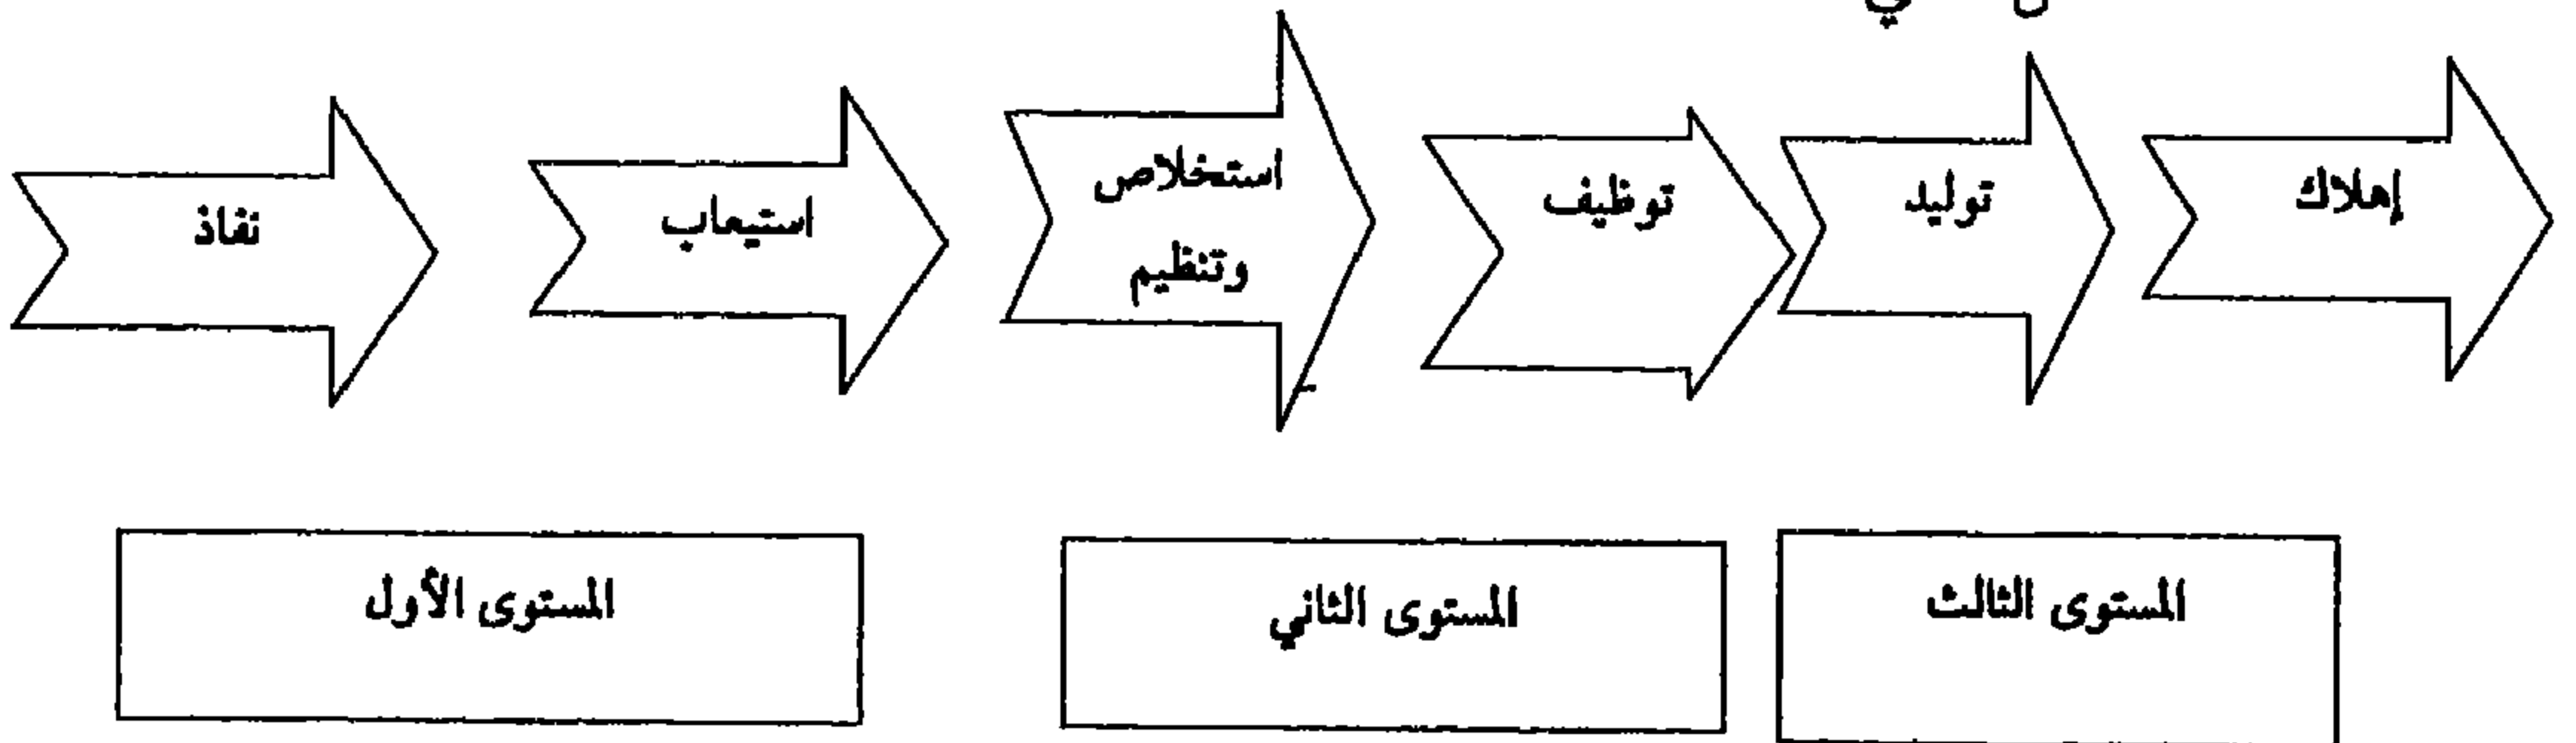 نفاذ
استيعاب
استخلاص
وتنظيم
توظيف
توليد
إهلاك
المستوى الأول
المستوى الثاني
المستوى الثالث